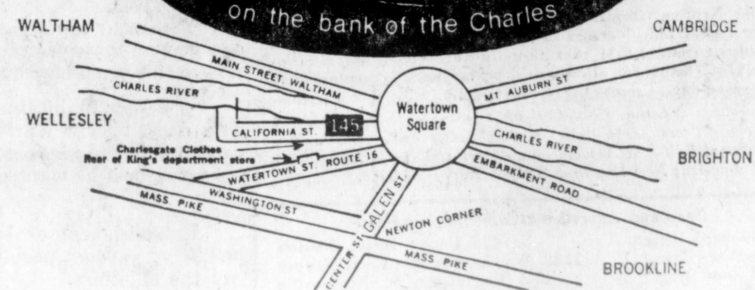 on the bank of the Charles
WALTHAM
CAMBRIDGE
MAIN STREET, WALTHAM
MT AUBURN ST
CHARLES RIVER
Watertown
Square
WELLESLEY
145
CALIFORNIA ST.
CHARLES RIVER
Charlesgate Clothes
Rear of King's department store
BRIGHTON
WATERTOWN ST. ROUTE 16
EMBARKMENT ROAD
WASHINGTON ST
GALEN ST.
MASS PIKE
NEWTON CORNER
CENTER ST.
MASS PIKE
BROOKLINE